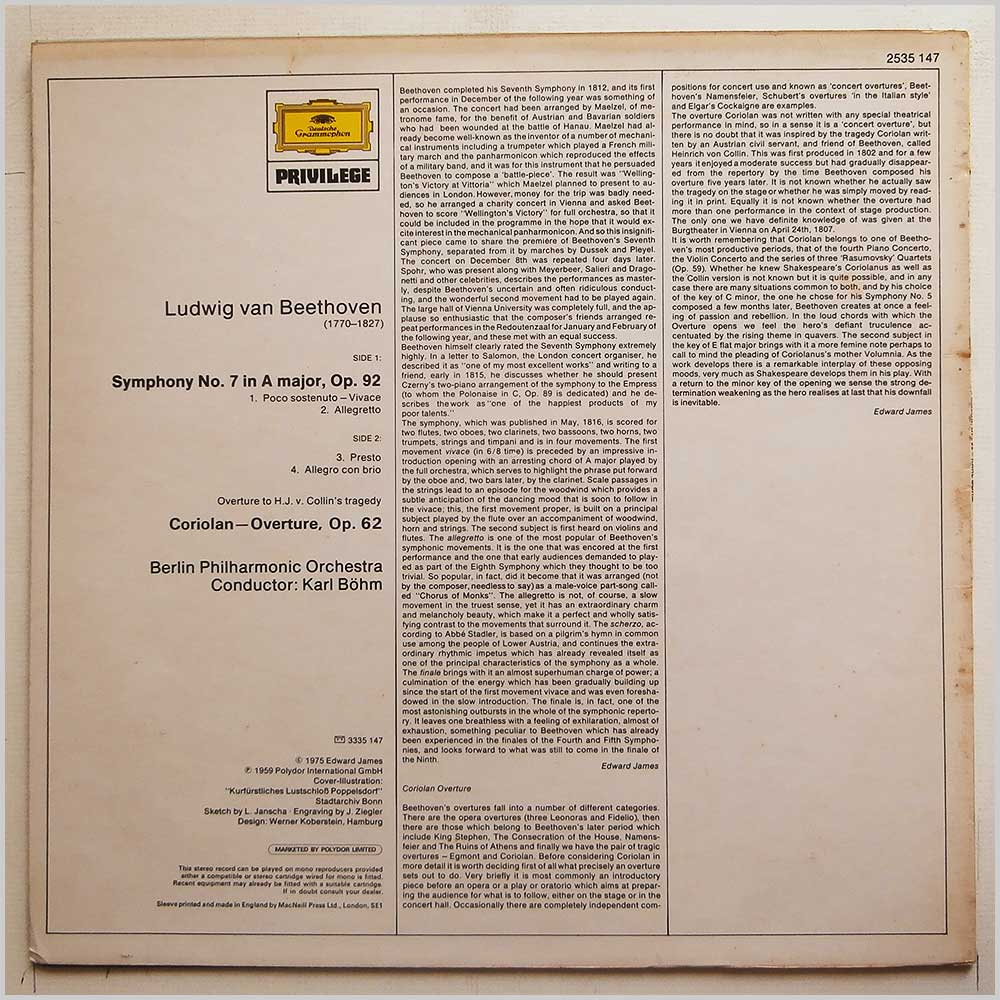 2535 147
Deutsche
Grammophon
PRIVILEGE
Ludwig van Beethoven
(1770–1827)
SIDE 1:
Symphony No. 7 in A major, Op. 92
1. Poco sostenuto – Vivace
2. Allegretto
SIDE 2:
3. Presto
4. Allegro con brio
Overture to H.J. v. Collin's tragedy
Coriolan—Overture, Op. 62
Berlin Philharmonic Orchestra
Conductor: Karl Böhm
3335 147
© 1975 Edward James
℗ 1959 Polydor International GmbH
Cover-Illustration:
"Kurfürstliches Lustschloß Poppelsdorf"
Stadtarchiv Bonn
Sketch by L. Janscha · Engraving by J. Ziegler
Design: Werner Koberstein, Hamburg
MARKETED BY POLYDOR LIMITED
This stereo record can be played on mono reproducers provided
either a compatible or stereo cartridge wired for mono is fitted.
Recent equipment may already be fitted with a suitable cartridge.
If in doubt consult your dealer.
Sleeve printed and made in England by MacNeill Press Ltd., London, SE1
Beethoven completed his Seventh Symphony in 1812, and its first
performance in December of the following year was something of
an occasion. The concert had been arranged by Maelzel, of me-
tronome fame, for the benefit of Austrian and Bavarian soldiers
who had been wounded at the battle of Hanau. Maelzel had al-
ready become well-known as the inventor of a number of mechani-
cal instruments including a trumpeter which played a French mili-
tary march and the panharmonicon which reproduced the effects
of a military band, and it was for this instrument that he persuaded
Beethoven to compose a 'battle-piece'. The result was "Welling-
ton's Victory at Vittoria" which Maelzel planned to present to au-
diences in London. However, money for the trip was badly need-
ed, so he arranged a charity concert in Vienna and asked Beet-
hoven to score "Wellington's Victory" for full orchestra, so that it
could be included in the programme in the hope that it would ex-
cite interest in the mechanical panharmonicon. And so this insignifi-
cant piece came to share the première of Beethoven's Seventh
Symphony, separated from it by marches by Dussek and Pleyel.
The concert on December 8th was repeated four days later.
Spohr, who was present along with Meyerbeer, Salieri and Drago-
netti and other celebrities, describes the performances as master-
ly, despite Beethoven's uncertain and often ridiculous conduct-
ing, and the wonderful second movement had to be played again.
The large hall of Vienna University was completely full, and the ap-
plause so enthusiastic that the composer's friends arranged re-
peat performances in the Redoutenzaal for January and February of
the following year, and these met with an equal success.
Beethoven himself clearly rated the Seventh Symphony extremely
highly. In a letter to Salomon, the London concert organiser, he
described it as "one of my most excellent works" and writing to a
friend, early in 1815, he discusses whether he should present
Czerny's two-piano arrangement of the symphony to the Empress
(to whom the Polonaise in C, Op. 89 is dedicated) and he de-
scribes the work as "one of the happiest products of my
poor talents."
The symphony, which was published in May, 1816, is scored for
two flutes, two oboes, two clarinets, two bassoons, two horns, two
trumpets, strings and timpani and is in four movements. The first
movement vivace (in 6/8 time) is preceded by an impressive in-
troduction opening with an arresting chord of A major played by
the full orchestra, which serves to highlight the phrase put forward
by the oboe and, two bars later, by the clarinet. Scale passages in
the strings lead to an episode for the woodwind which provides a
subtle anticipation of the dancing mood that is soon to follow in
the vivace; this, the first movement proper, is built on a principal
subject played by the flute over an accompaniment of woodwind,
horn and strings. The second subject is first heard on violins and
flutes. The allegretto is one of the most popular of Beethoven's
symphonic movements. It is the one that was encored at the first
performance and the one that early audiences demanded to play-
ed as part of the Eighth Symphony which they thought to be too
trivial. So popular, in fact, did it become that it was arranged (not
by the composer, needless to say) as a male-voice part-song call-
ed "Chorus of Monks". The allegretto is not, of course, a slow
movement in the truest sense, yet it has an extraordinary charm
and melancholy beauty, which make it a perfect and wholly satis-
fying contrast to the movements that surround it. The scherzo, ac-
cording to Abbé Stadler, is based on a pilgrim's hymn in common
use among the people of Lower Austria, and continues the extra-
ordinary rhythmic impetus which has already revealed itself as
one of the principal characteristics of the symphony as a whole.
The finale brings with it an almost superhuman charge of power; a
culmination of the energy which has been gradually building up
since the start of the first movement vivace and was even foresha-
dowed in the slow introduction. The finale is, in fact, one of the
most astonishing outbursts in the whole of the symphonic reperto-
ry. It leaves one breathless with a feeling of exhilaration, almost of
exhaustion, something peculiar to Beethoven which has already
been experienced in the finales of the Fourth and Fifth Sympho-
nies, and looks forward to what was still to come in the finale of
the Ninth.
Edward James
Coriolan Overture
Beethoven's overtures fall into a number of different categories.
There are the opera overtures (three Leonoras and Fidelio), then
there are those which belong to Beethoven's later period which
include King Stephen, The Consecration of the House, Namens-
feier and The Ruins of Athens and finally we have the pair of tragic
overtures – Egmont and Coriolan. Before considering Coriolan in
more detail it is worth deciding first of all what precisely an overture
sets out to do. Very briefly it is most commonly an introductory
piece before an opera or a play or oratorio which aims at prepar-
ing the audience for what is to follow, either on the stage or in the
concert hall. Occasionally there are completely independent com-
positions for concert use and known as 'concert overtures', Beet-
hoven's Namensfeier, Schubert's overtures 'in the Italian style'
and Elgar's Cockaigne are examples.
The overture Coriolan was not written with any special theatrical
performance in mind, so in a sense it is a 'concert overture', but
there is no doubt that it was inspired by the tragedy Coriolan writ-
ten by an Austrian civil servant, and friend of Beethoven, called
Heinrich von Collin. This was first produced in 1802 and for a few
years it enjoyed a moderate success but had gradually disappear-
ed from the repertory by the time Beethoven composed his
overture five years later. It is not known whether he actually saw
the tragedy on the stage or whether he was simply moved by read-
ing it in print. Equally it is not known whether the overture had
more than one performance in the context of stage production.
The only one we have definite knowledge of was given at the
Burgtheater in Vienna on April 24th, 1807.
It is worth remembering that Coriolan belongs to one of Beetho-
ven's most productive periods, that of the fourth Piano Concerto,
the Violin Concerto and the series of three 'Rasumovsky' Quartets
(Op. 59). Whether he knew Shakespeare's Coriolanus as well as
the Collin version is not known but it is quite possible, and in any
case there are many situations common to both, and by his choice
of the key of C minor, the one he chose for his Symphony No. 5
composed a few months later, Beethoven creates at once a feel-
ing of passion and rebellion. In the loud chords with which the
Overture opens we feel the hero's defiant truculence ac-
centuated by the rising theme in quavers. The second subject in
the key of E flat major brings with it a more femine note perhaps to
call to mind the pleading of Coriolanus's mother Volumnia. As the
work develops there is a remarkable interplay of these opposing
moods, very much as Shakespeare develops them in his play. With
a return to the minor key of the opening we sense the strong de-
termination weakening as the hero realises at last that his downfall
is inevitable.
Edward James